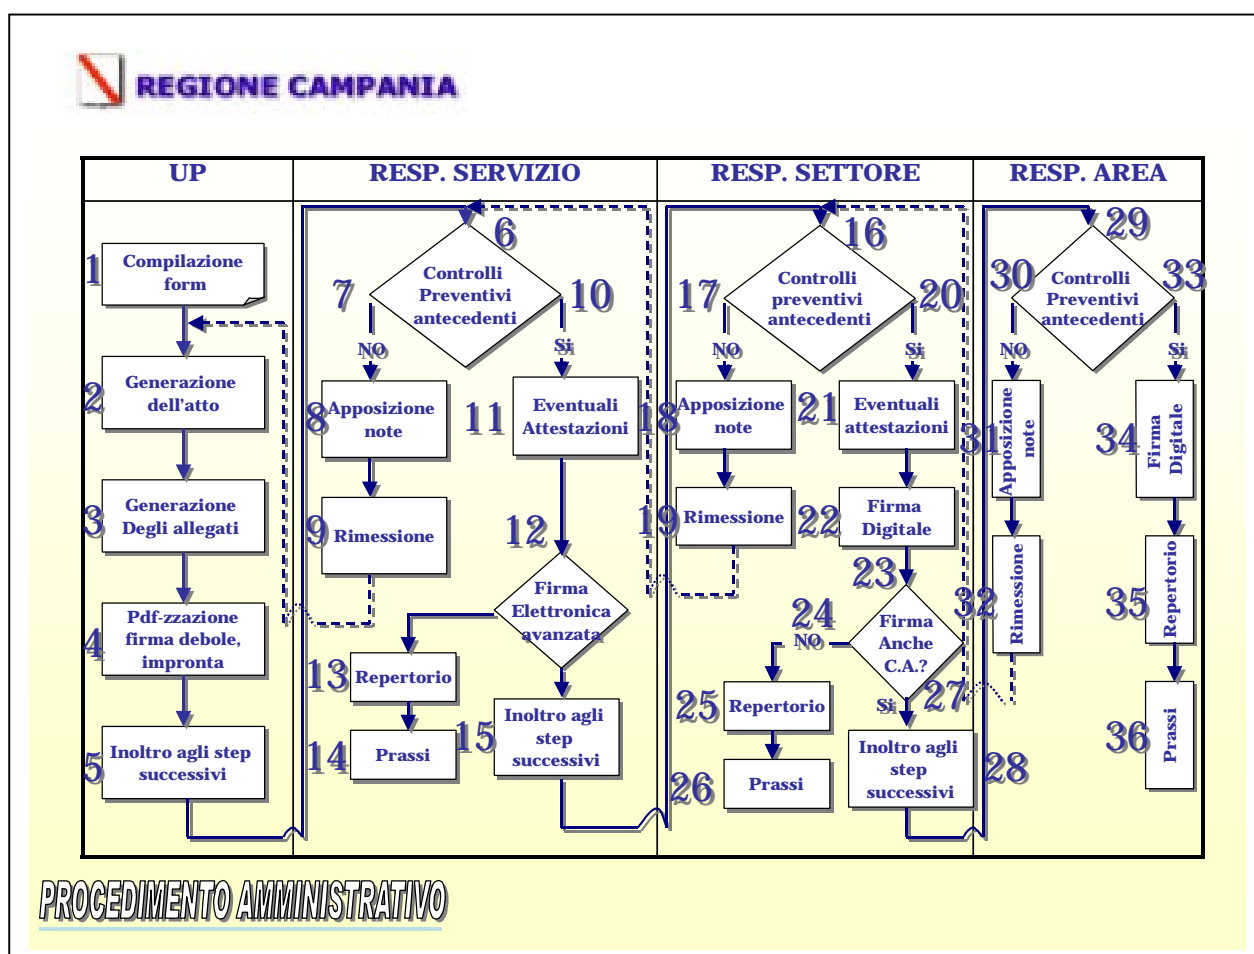 REGIONE CAMPANIA
UP
RESP. SERVIZIO
RESP. SETTORE
RESP. AREA
1
Compilazione
form
2
Generazione
dell'atto
3
Generazione
Degli allegati
4
Pdf-zzazione
firma debole,
impronta
5
Inoltro agli step
successivi
6
Controlli
Preventivi
antecedenti
7
NO
8
Apposizione
note
9
Rimessione
10
Si
11
Eventuali
Attestazioni
12
Firma
Elettronica
avanzata
13
Repertorio
14
Prassi
15
Inoltro agli
step
successivi
16
Controlli
preventivi
antecedenti
17
NO
18
Apposizione
note
19
Rimessione
20
Si
21
Eventuali
attestazioni
22
Firma
Digitale
23
Firma
Anche
C.A.?
24
NO
25
Repertorio
26
Prassi
27
Si
28
Inoltro agli
step
successivi
29
Controlli
Preventivi
antecedenti
30
NO
31
Apposizione
note
32
Rimessione
33
Si
34
Firma
Digitale
35
Repertorio
36
Prassi
PROCEDIMENTO AMMINISTRATIVO